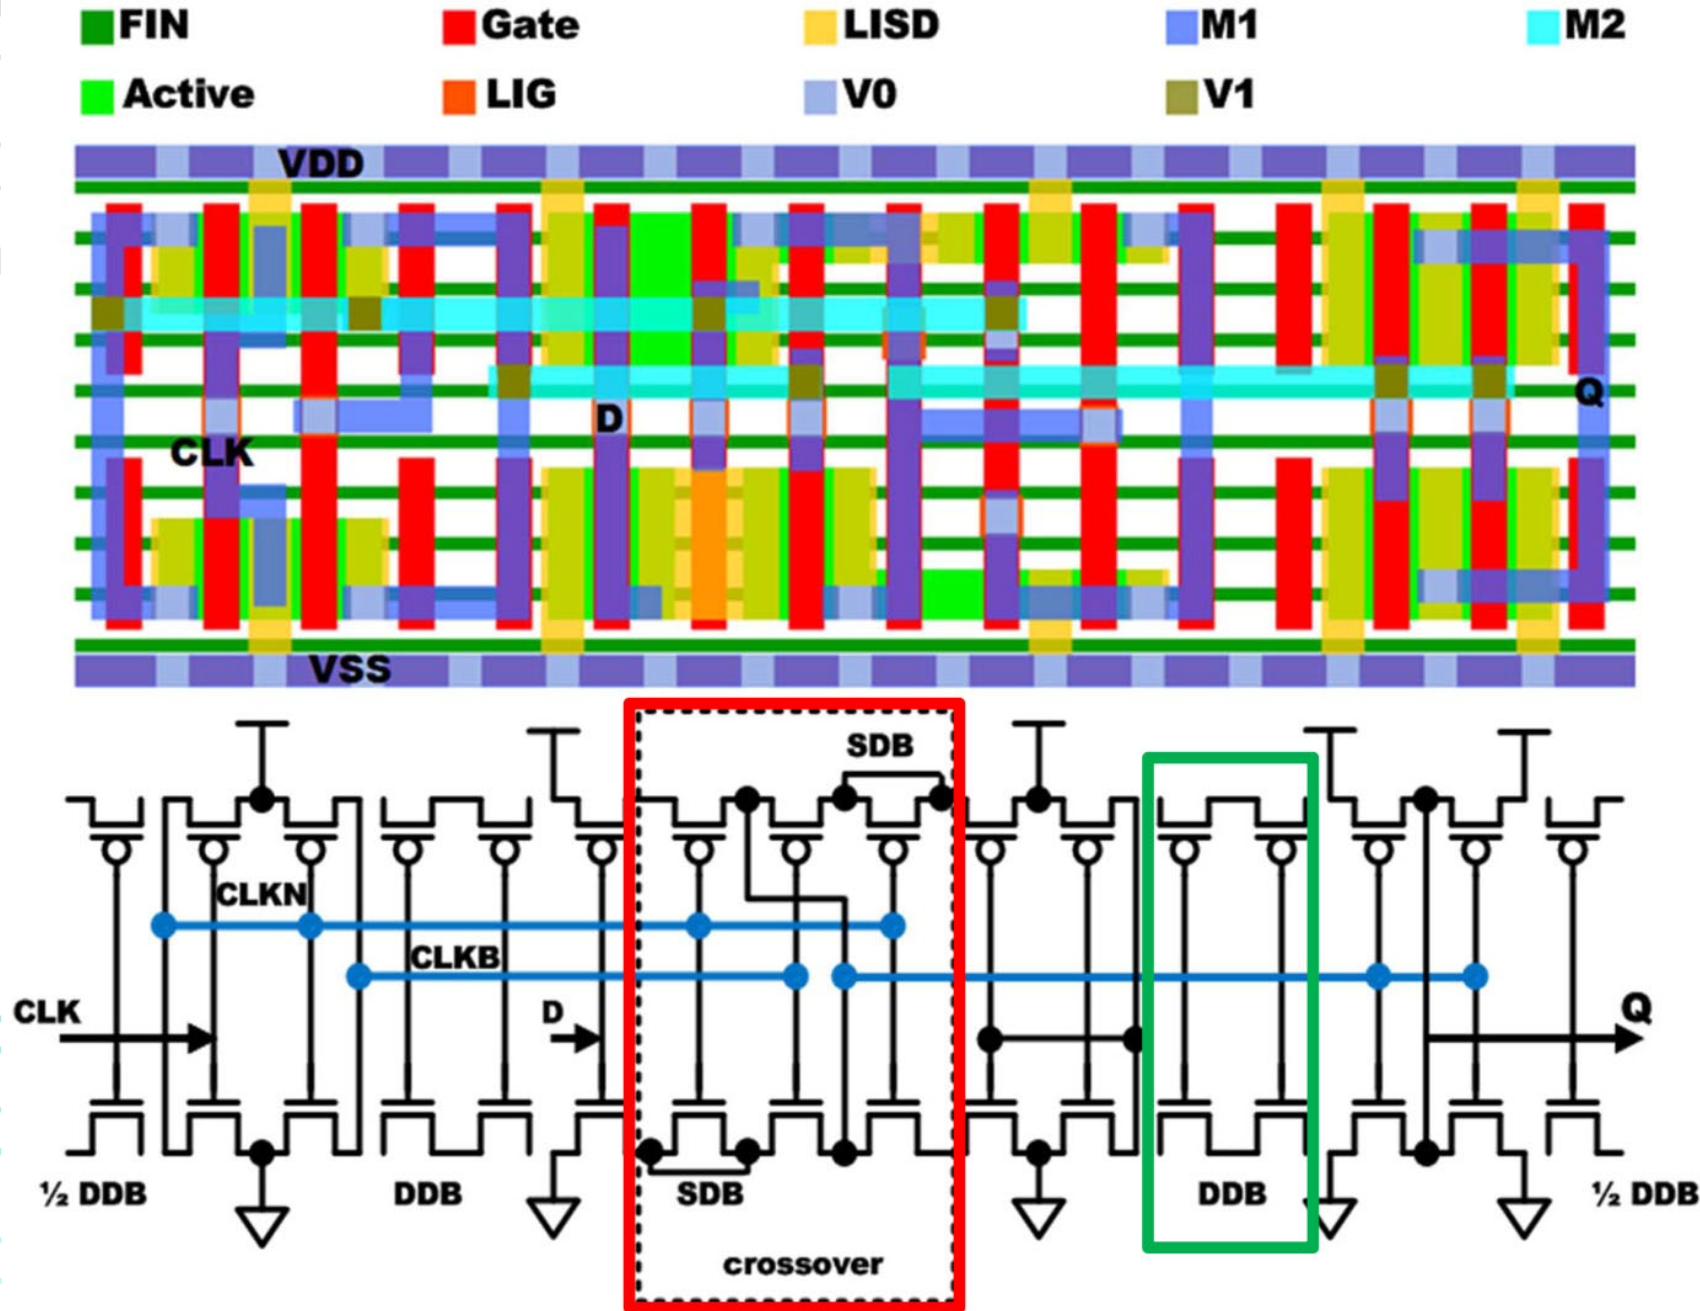 FIN Gate LISD M1 M2
Active LIG V0 V1
VDD
D
Q
CLK
VSS
SDB
CLKN
CLKB
CLK D Q
½ DDB DDB SDB DDB ½ DDB
crossover